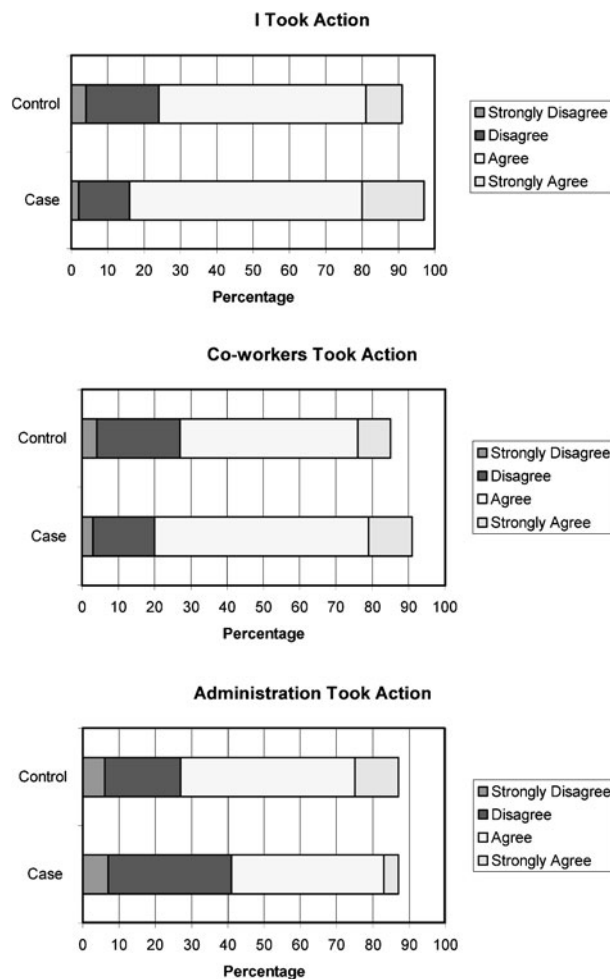 I Took Action
Control
Case
0 10 20 30 40 50 60 70 80 90 100
Percentage
Strongly Disagree
Disagree
Agree
Strongly Agree
Co-workers Took Action
Control
Case
0 10 20 30 40 50 60 70 80 90 100
Percentage
Strongly Disagree
Disagree
Agree
Strongly Agree
Administration Took Action
Control
Case
0 10 20 30 40 50 60 70 80 90 100
Percentage
Strongly Disagree
Disagree
Agree
Strongly Agree